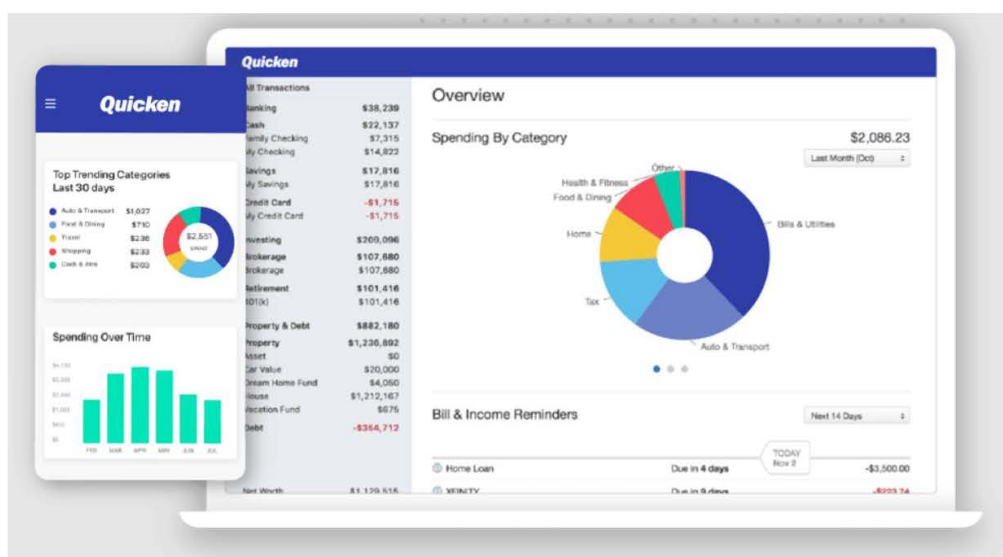 Quicken
Top Trending Categories
Last 30 days
Auto & Transport $1,027
Food & Dining $710
Travel $236
Shopping $233
$203
$2,551
Spending Over Time
FEB MAR APR MAY JUN JUL
Quicken
All Transactions
Banking $38,239
Cash $22,137
Family Checking $7,315
My Checking $14,822
Savings $17,816
My Savings $17,816
Credit Card -$1,715
My Credit Card -$1,715
Investing $209,096
Brokerage $107,680
Brokerage $107,680
Retirement $101,416
401(k) $101,416
Property & Debt $882,180
Property $1,236,892
Asset $0
Car Value $20,000
Dream Home Fund $4,050
House $1,212,167
Vacation Fund $675
Debt -$354,712
Net Worth $1,129,515
Overview
Spending By Category $2,086.23
Last Month (Oct)
Other
Health & Fitness
Food & Dining
Home
Tax
Bills & Utilities
Auto & Transport
Bill & Income Reminders
Next 14 Days
TODAY
Nov 2
Home Loan Due in 4 days -$3,500.00
XFINITY Due in 9 days -$223.74